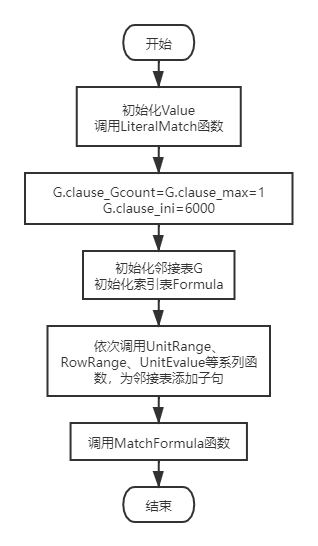 开始
初始化Value
调用LiteralMatch函数
G.clause_Gcount=G.clause_max=1
G.clause_ini=6000
初始化邻接表G
初始化索引表Formula
依次调用UnitRange、
RowRange、UnitEvalue等系列函
数，为邻接表添加子句
调用MatchFormula函数
结束